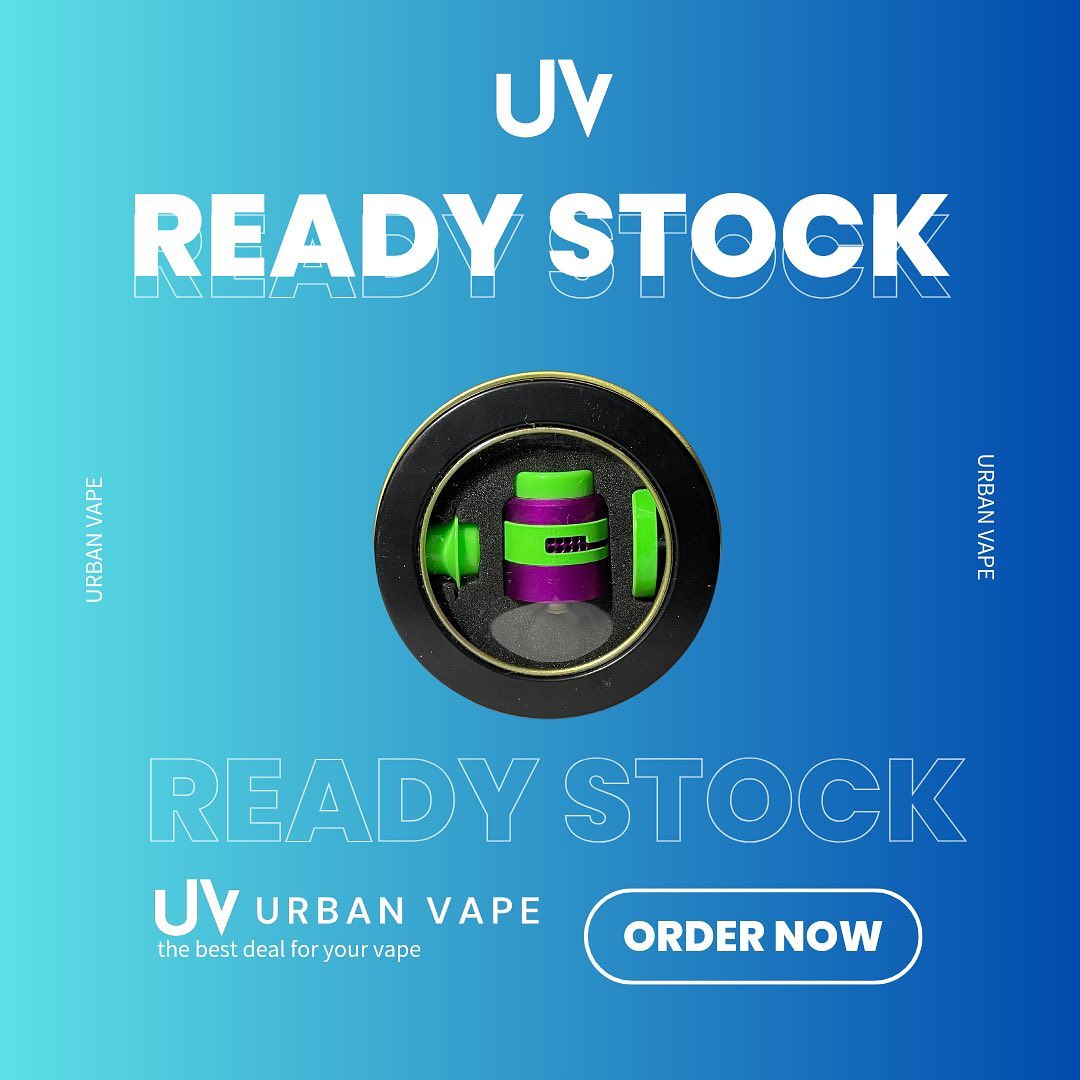 UV
READY STOCK
READY STOCK
URBAN VAPE
URBAN VAPE
READY STOCK
UV URBAN VAPE
the best deal for your vape
ORDER NOW